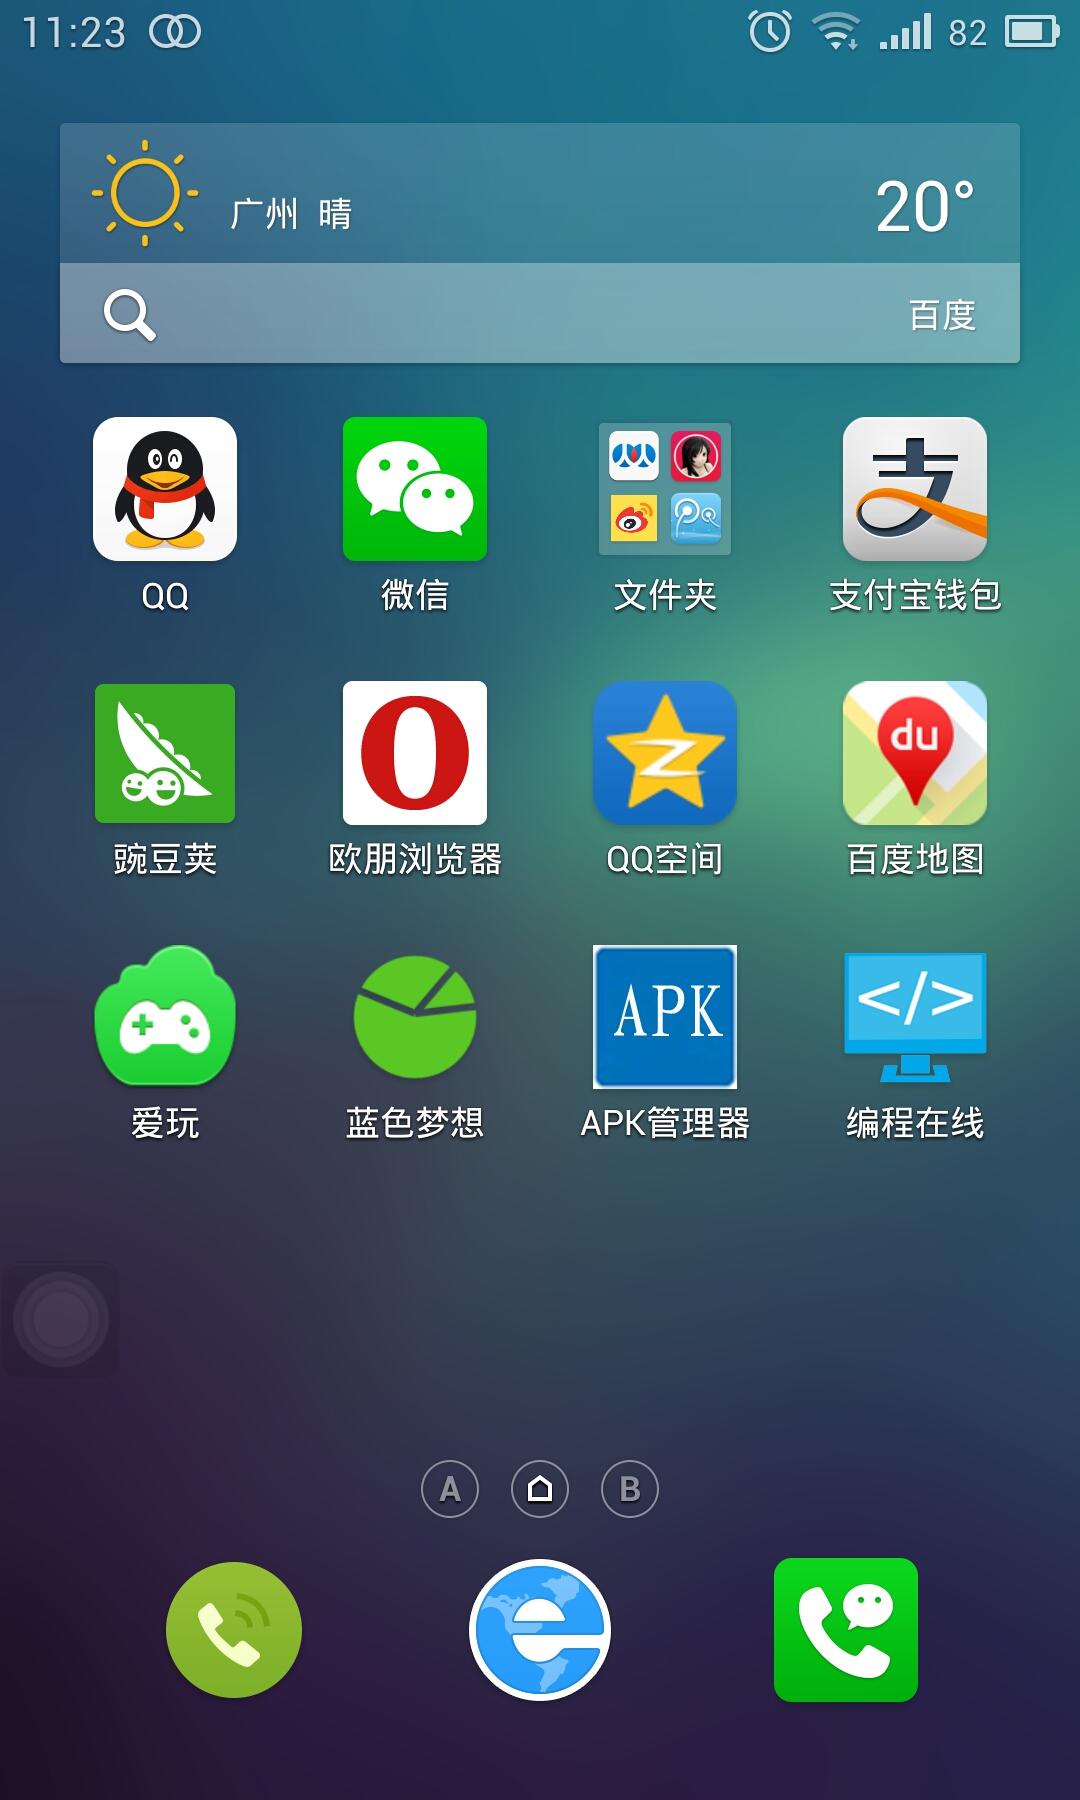 11:23 82
广州 晴 20°
百度
支
QQ 微信 文件夹 支付宝钱包
du
豌豆荚 欧朋浏览器 QQ空间 百度地图
APK </>
爱玩 蓝色梦想 APK管理器 编程在线
A B